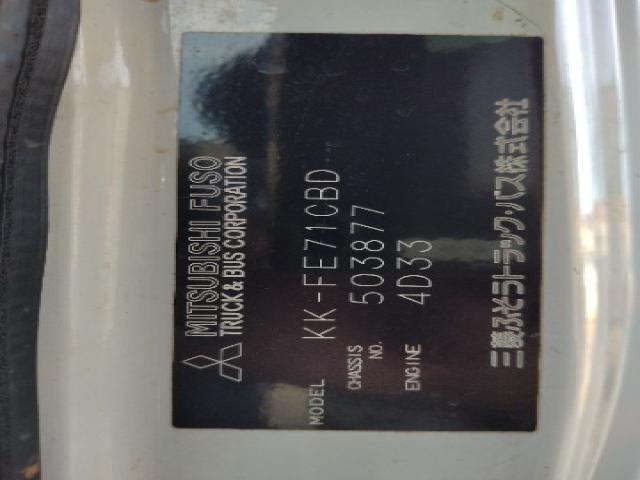 MITSUBISHI FUSO
TRUCK & BUS CORPORATION
MODEL KK-FE71CBD
CHASSIS NO. 503877
ENGINE 4D33
三菱ふそうトラック・バス株式会社